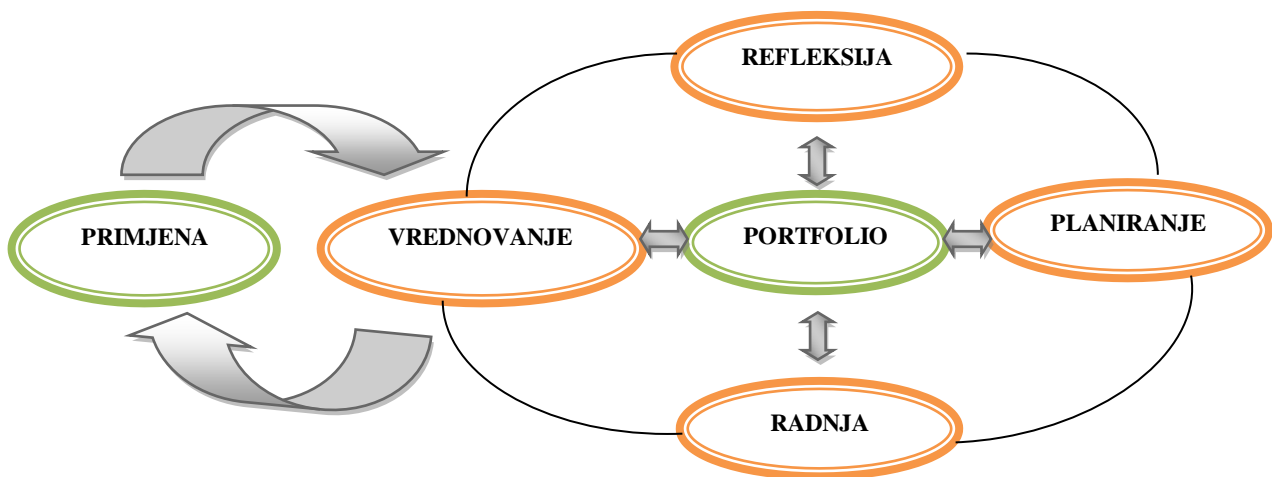 REFLEKSIJA
PRIMJENA
VREDNOVANJE
PORTFOLIO
PLANIRANJE
RADNJA